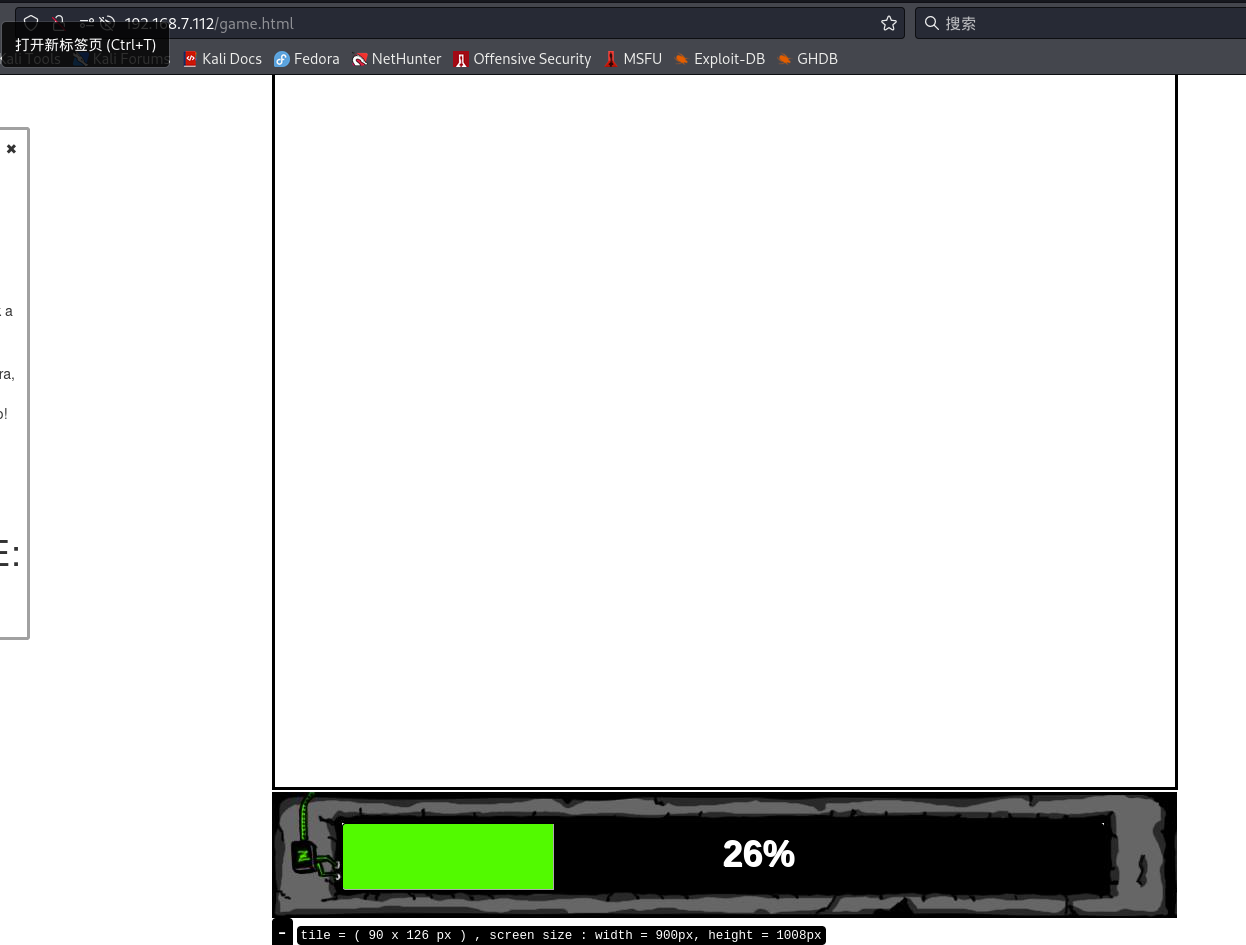 192.168.7.112/game.html
搜索
打开新标签页 (Ctrl+T)
Kali Tools Kali Forums Kali Docs Fedora NetHunter Offensive Security MSFU Exploit-DB GHDB
✖
a
ra,
o!
E:
26%
- tile = ( 90 x 126 px ) , screen size : width = 900px, height = 1008px